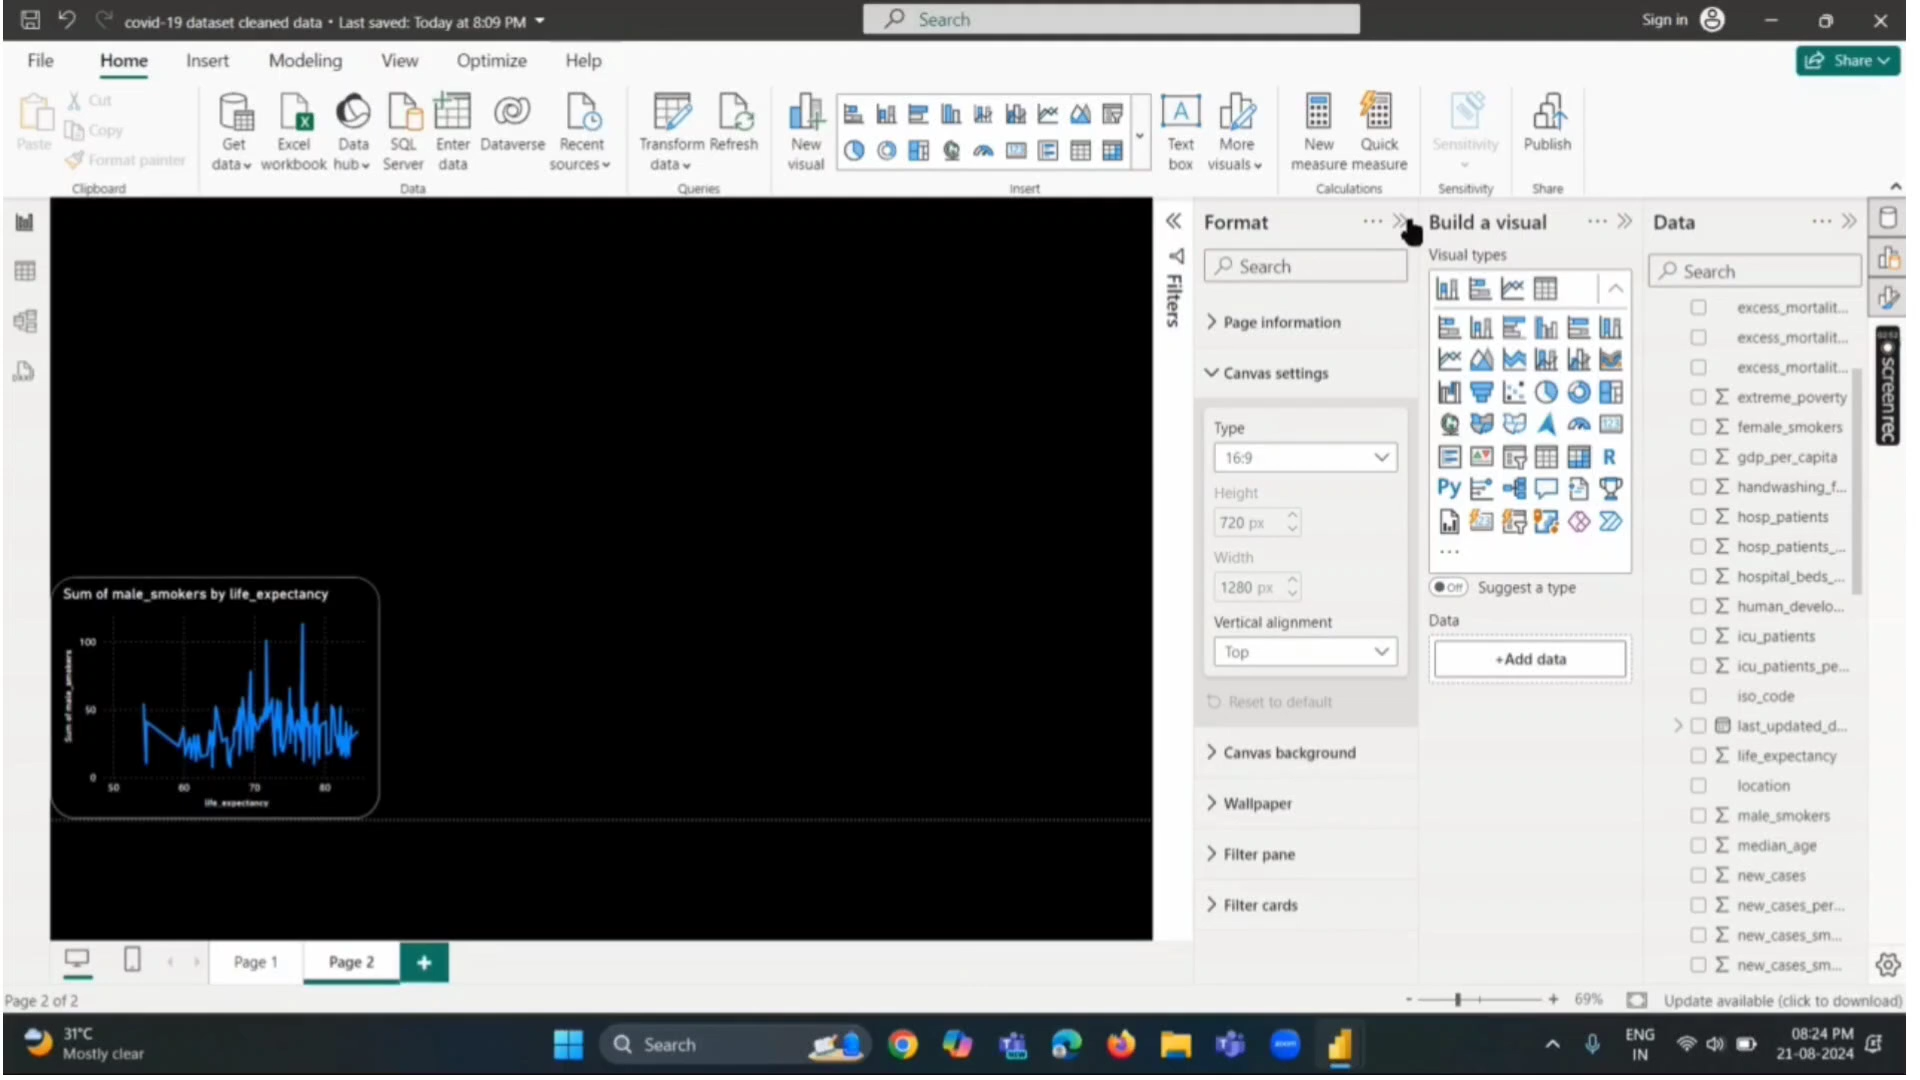 covid-19 dataset cleaned data • Last saved: Today at 8:09 PM
Search
Sign in
File
Home
Insert
Modeling
View
Optimize
Help
Share
Paste
Cut
Copy
Format painter
Clipboard
Get data
Excel workbook
Data hub
SQL Server
Enter data
Dataverse
Recent sources
Data
Transform data
Refresh
Queries
New visual
Text box
More visuals
Insert
New measure
Quick measure
Calculations
Sensitivity
Sensitivity
Publish
Share
Filters
Format
Search
Page information
Canvas settings
Type
16:9
Height
720 px
Width
1280 px
Vertical alignment
Top
Reset to default
Canvas background
Wallpaper
Filter pane
Filter cards
Build a visual
Visual types
123
R
Py
...
Off
Suggest a type
Data
+Add data
Data
Search
excess_mortalit...
excess_mortalit...
excess_mortalit...
extreme_poverty
female_smokers
gdp_per_capita
handwashing_f...
hosp_patients
hosp_patients_...
hospital_beds_...
human_develo...
icu_patients
icu_patients_pe...
iso_code
last_updated_d...
life_expectancy
location
male_smokers
median_age
new_cases
new_cases_per...
new_cases_sm...
new_cases_sm...
screenrec
Sum of male_smokers by life_expectancy
Sum of male_smokers
100
50
0
50
60
70
80
life_expectancy
Page 1
Page 2
Page 2 of 2
69%
Update available (click to download)
31°C
Mostly clear
Search
zoom
ENG
IN
08:24 PM
21-08-2024